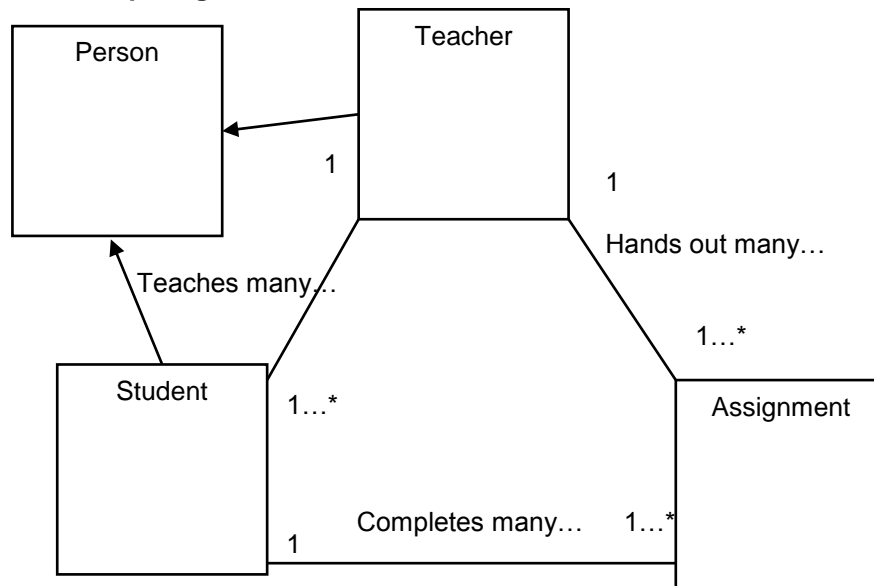 Teacher
Person
1
1
Hands out many…
Teaches many…
1…*
Student
1…*
Assignment
Completes many…
1…*
1